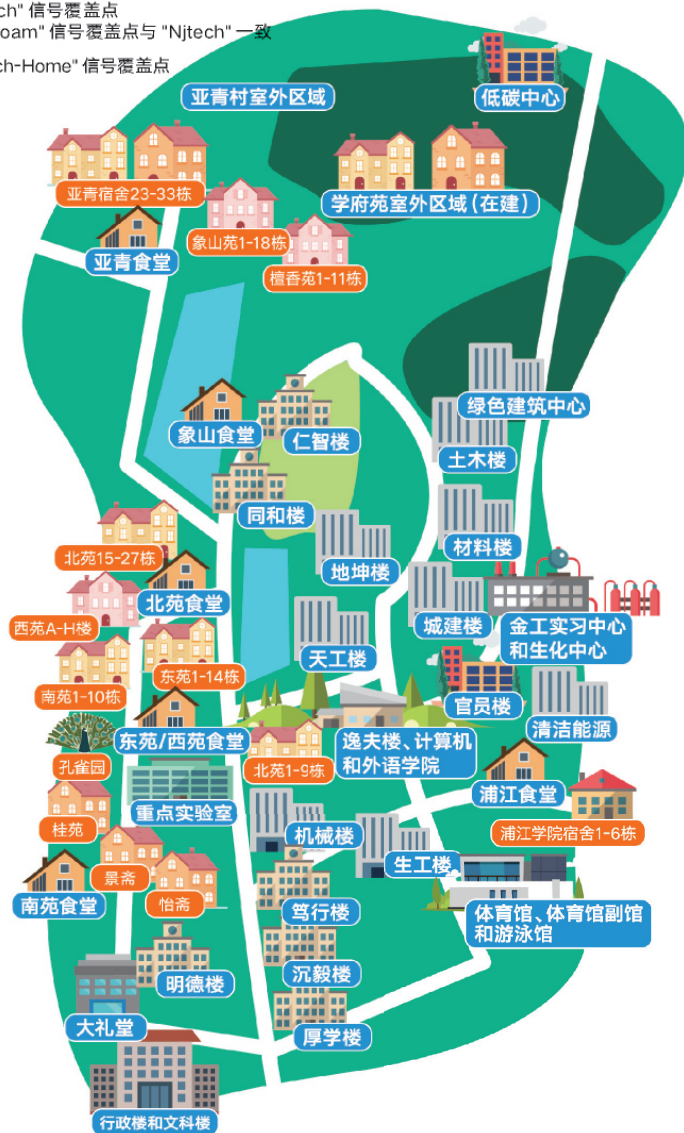 ch" 信号覆盖点
oam" 信号覆盖点与 "Njtech" 一致
ch-Home" 信号覆盖点
低碳中心
亚青村室外区域
亚青宿舍23-33栋
学府苑室外区域(在建)
象山苑1-18栋
亚青食堂
檀香苑1-11栋
绿色建筑中心
象山食堂
仁智楼
土木楼
同和楼
材料楼
北苑15-27栋
地坤楼
北苑食堂
西苑A-H楼
城建楼
金工实习中心
和生化中心
天工楼
东苑1-14栋
南苑1-10栋
官员楼
清洁能源
东苑/西苑食堂
逸夫楼、计算机
和外语学院
孔雀园
北苑1-9栋
浦江食堂
重点实验室
桂苑
机械楼
浦江学院宿舍1-6栋
生工楼
景斋
南苑食堂
怡斋
笃行楼
体育馆、体育馆副馆
和游泳馆
沉毅楼
明德楼
大礼堂
厚学楼
行政楼和文科楼